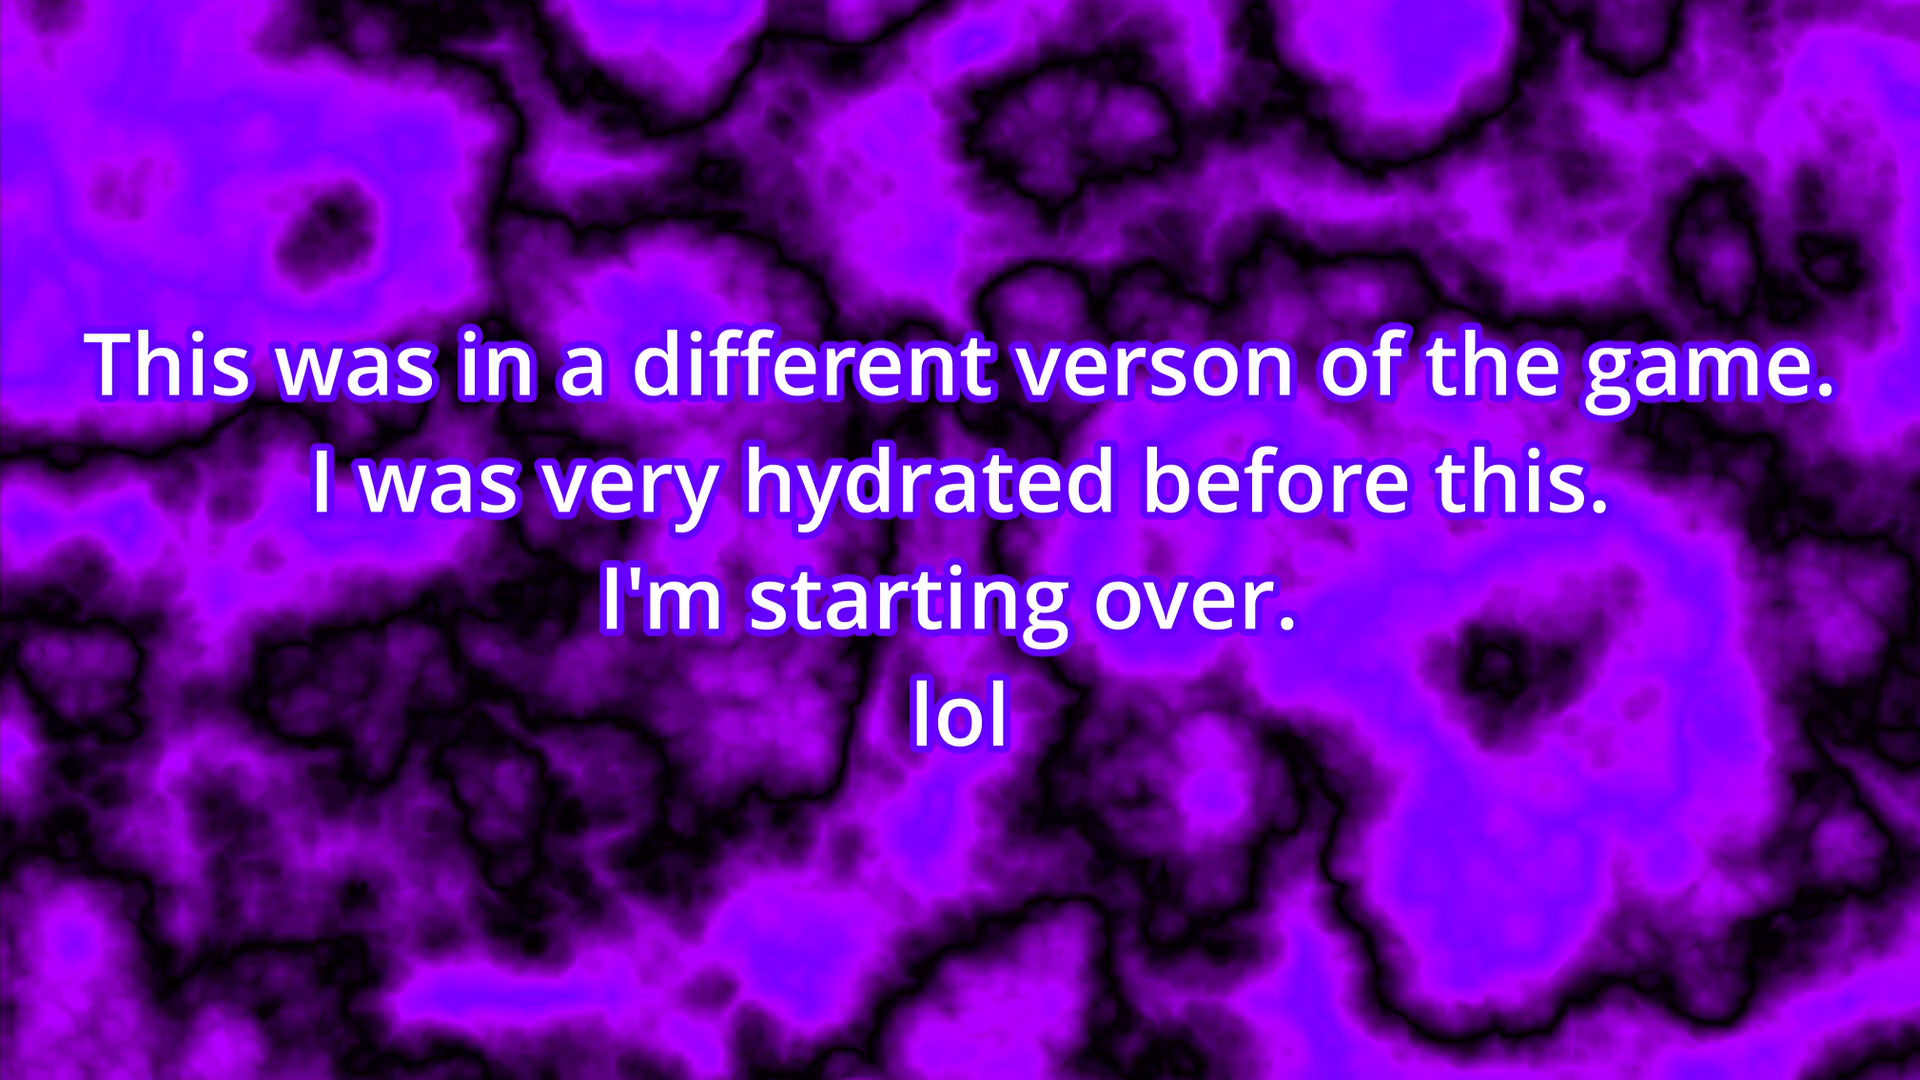 This was in a different verson of the game.
I was very hydrated before this.
I'm starting over.
lol